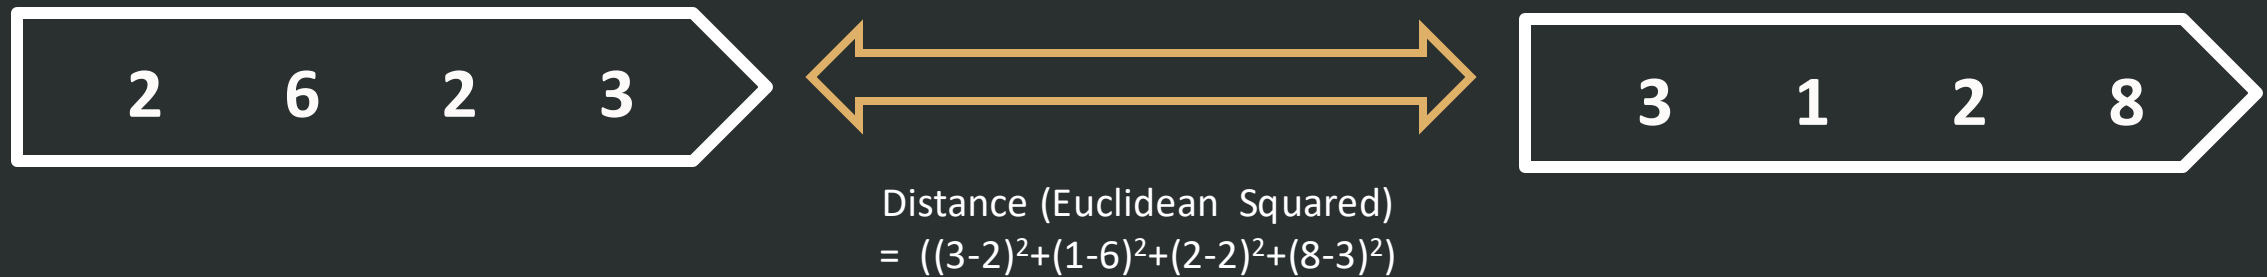 2 6 2 3
3 1 2 8
Distance (Euclidean Squared)
= ((3-2)²+(1-6)²+(2-2)²+(8-3)²)